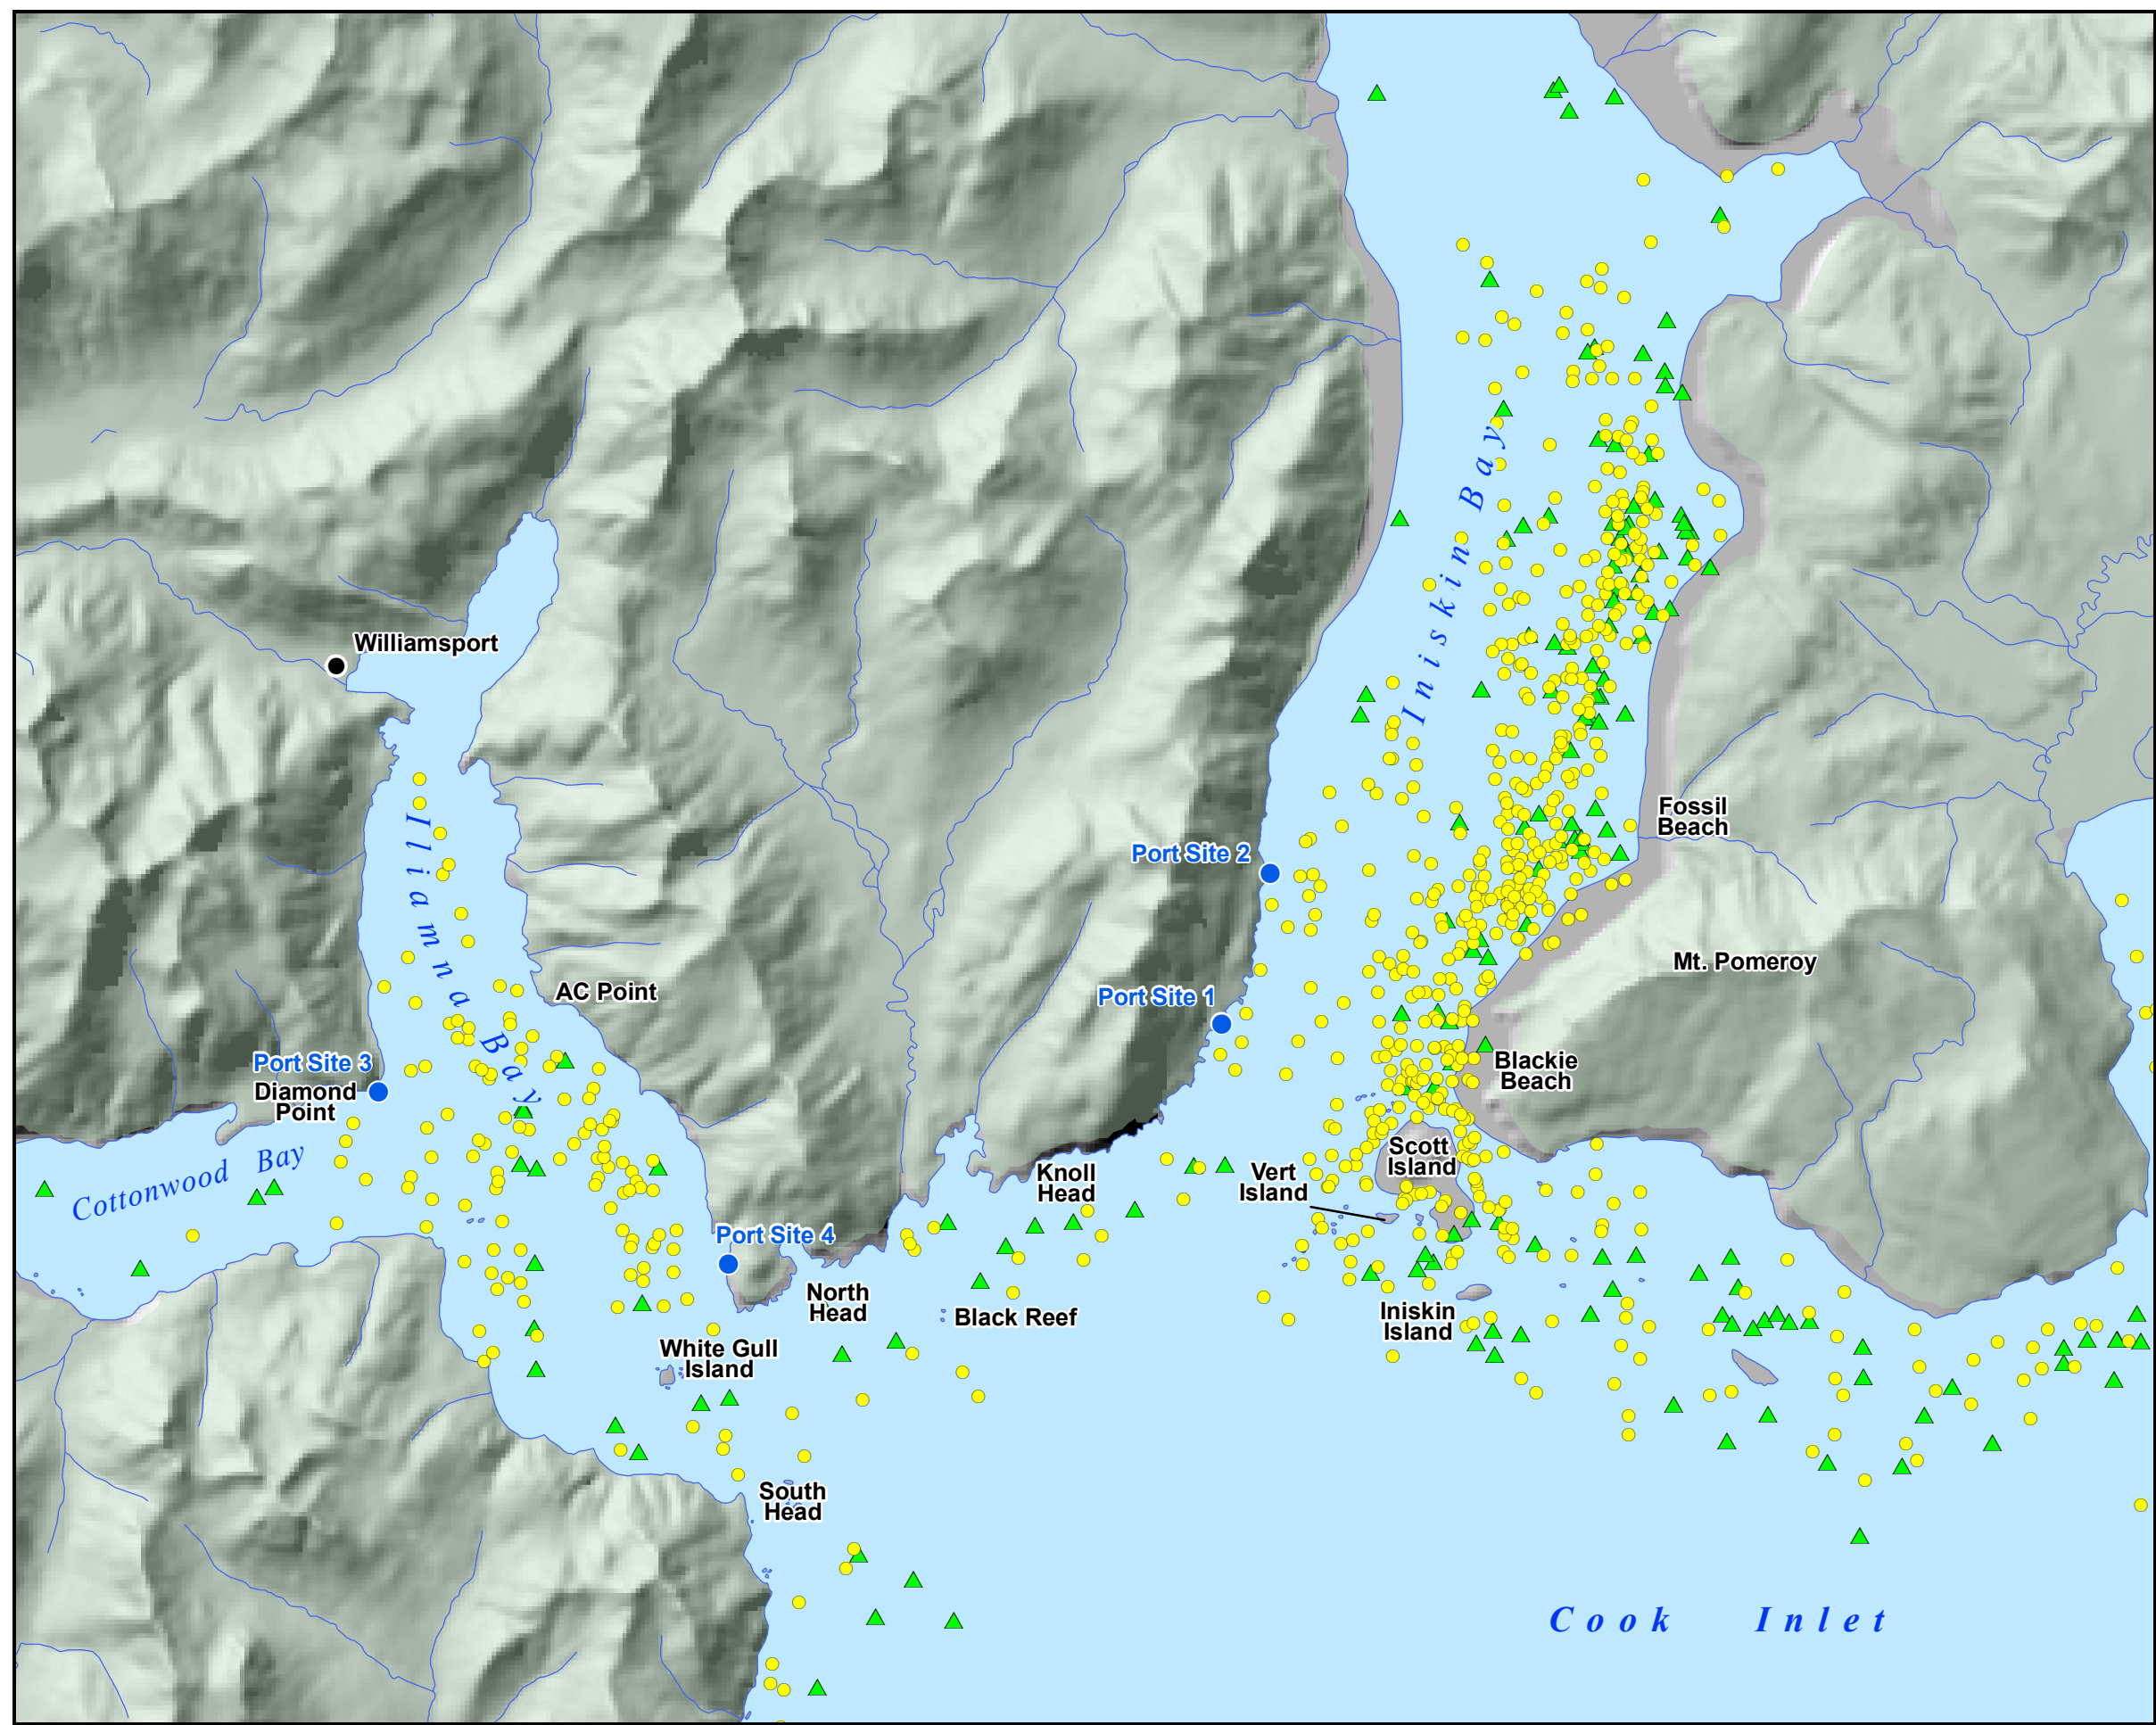 Iniskin Bay
Williamsport
Fossil
Beach
Iliamna Bay
Port Site 2
Mt. Pomeroy
AC Point
Port Site 1
Port Site 3
Diamond
Point
Blackie
Beach
Cottonwood Bay
Scott
Island
Knoll
Head
Vert
Island
Port Site 4
North
Head
Black Reef
Iniskin
Island
White Gull
Island
South
Head
Cook Inlet